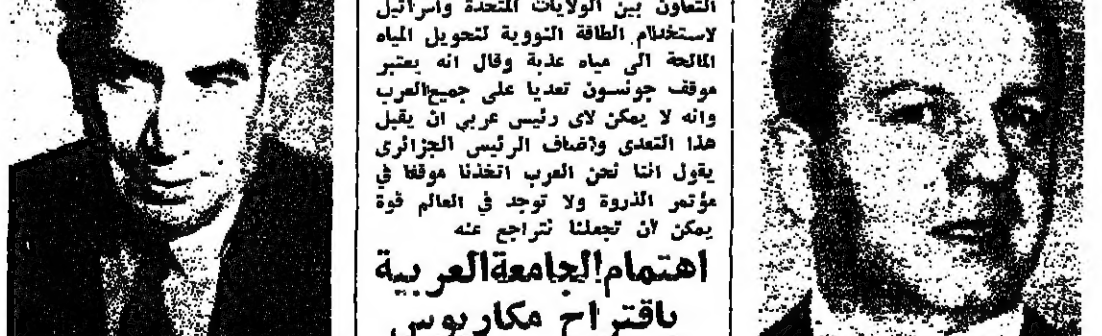 التعاون بين الولايات المتحدة واسرائيل
لاستخدام الطاقة النووية لتحويل المياه
المالحة الى مياه عذبة وقال انه يعتبر
موقف جونسون تعديا على جميع العرب
وانه لا يمكن لاى رئيس عربى ان يقبل
هذا التعدى وأضاف الرئيس الجزائرى
يقول اننا نحن العرب اتخذنا موقفا في
مؤتمر الذروة ولا توجد في العالم قوة
يمكن أن تجعلنا نتراجع عنه
اهتمام الجامعة العربية
باقتراح مكاريوس